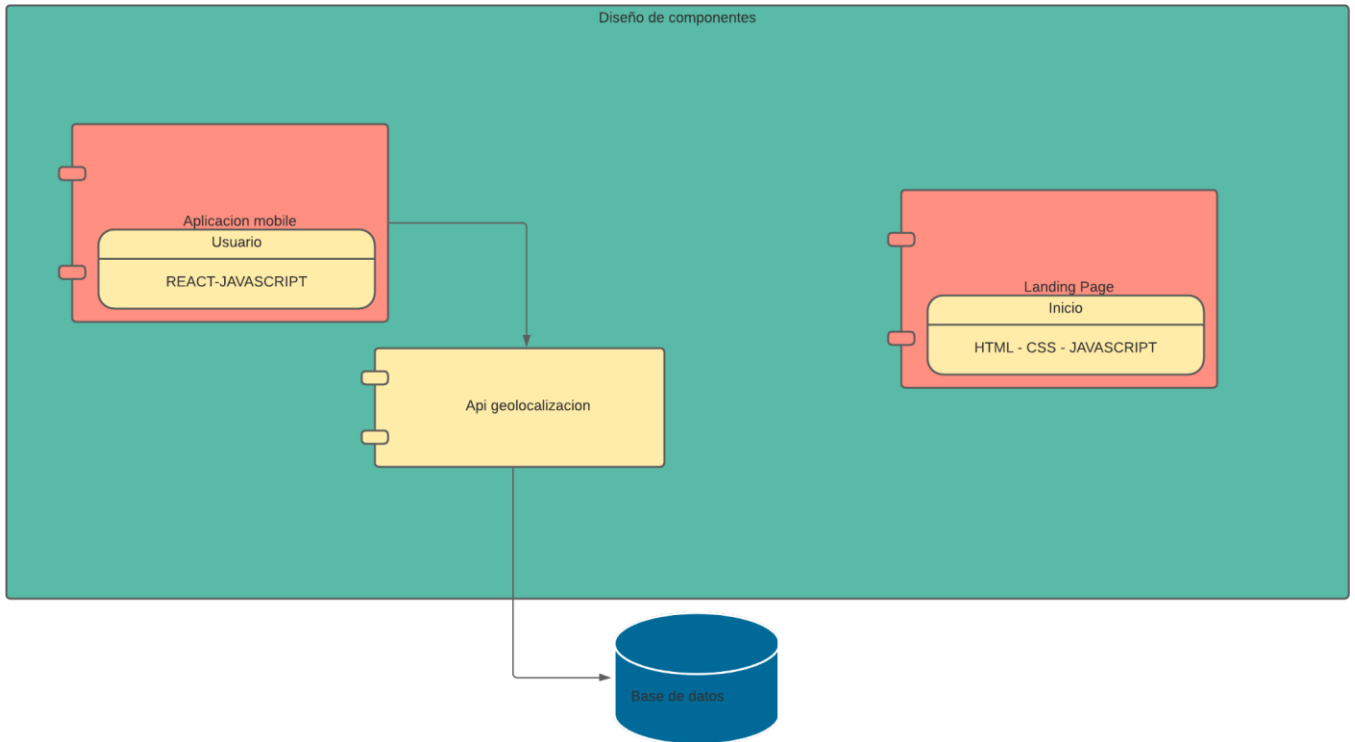 Diseño de componentes
Aplicacion mobile
Usuario
REACT-JAVASCRIPT
Landing Page
Inicio
HTML - CSS - JAVASCRIPT
Api geolocalizacion
Base de datos